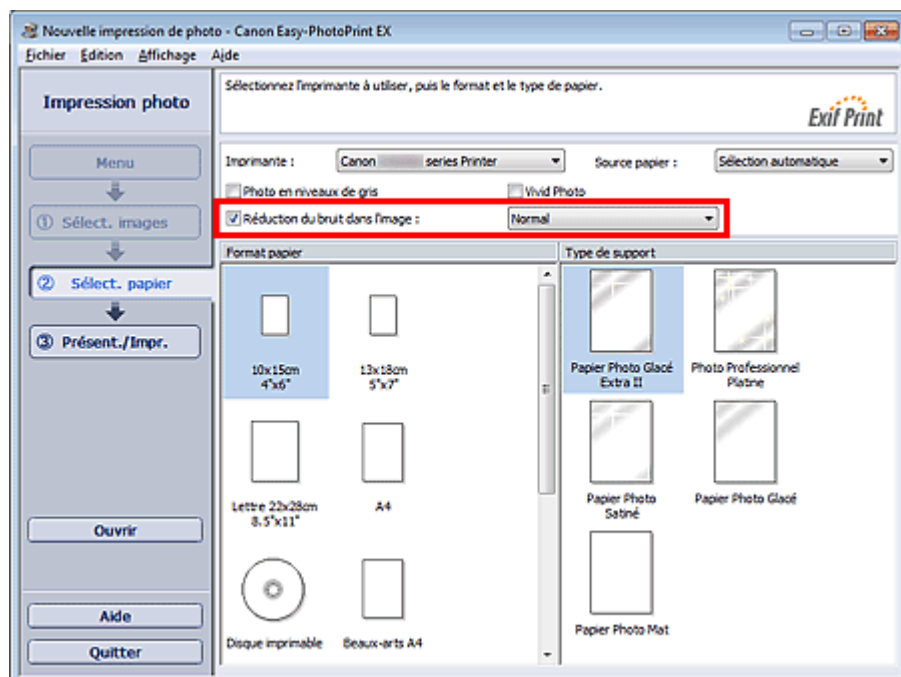 Nouvelle impression de photo - Canon Easy-PhotoPrint EX
Fichier Édition Affichage Aide
Impression photo
Sélectionnez l'imprimante à utiliser, puis le format et le type de papier.
Exif Print
Menu
① Sélect. images
② Sélect. papier
③ Présent./Impr.
Ouvrir
Aide
Quitter
Imprimante : Canon series Printer Source papier : Sélection automatique
Photo en niveaux de gris Vivid Photo
Réduction du bruit dans l'image : Normal
Format papier
10x15cm
4"x6"
13x18cm
5"x7"
Lettre 22x28cm
8.5"x11"
A4
Disque imprimable
Beaux-arts A4
Type de support
Papier Photo Glacé
Extra II
Photo Professionnel
Platine
Papier Photo
Satiné
Papier Photo Glacé
Papier Photo Mat